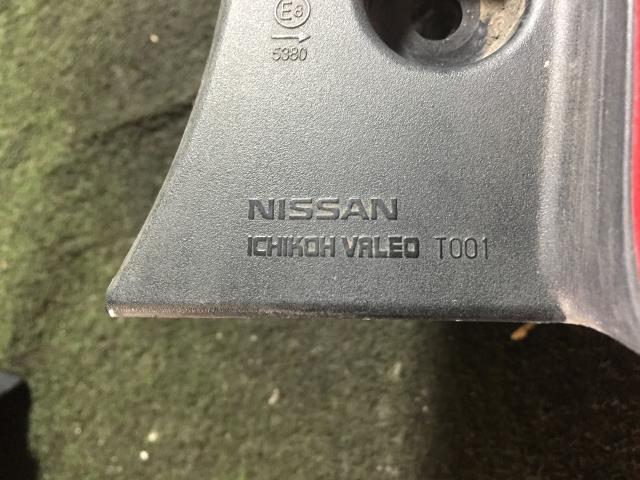 E8
5380
NISSAN
ICHIKOH VALEO T001